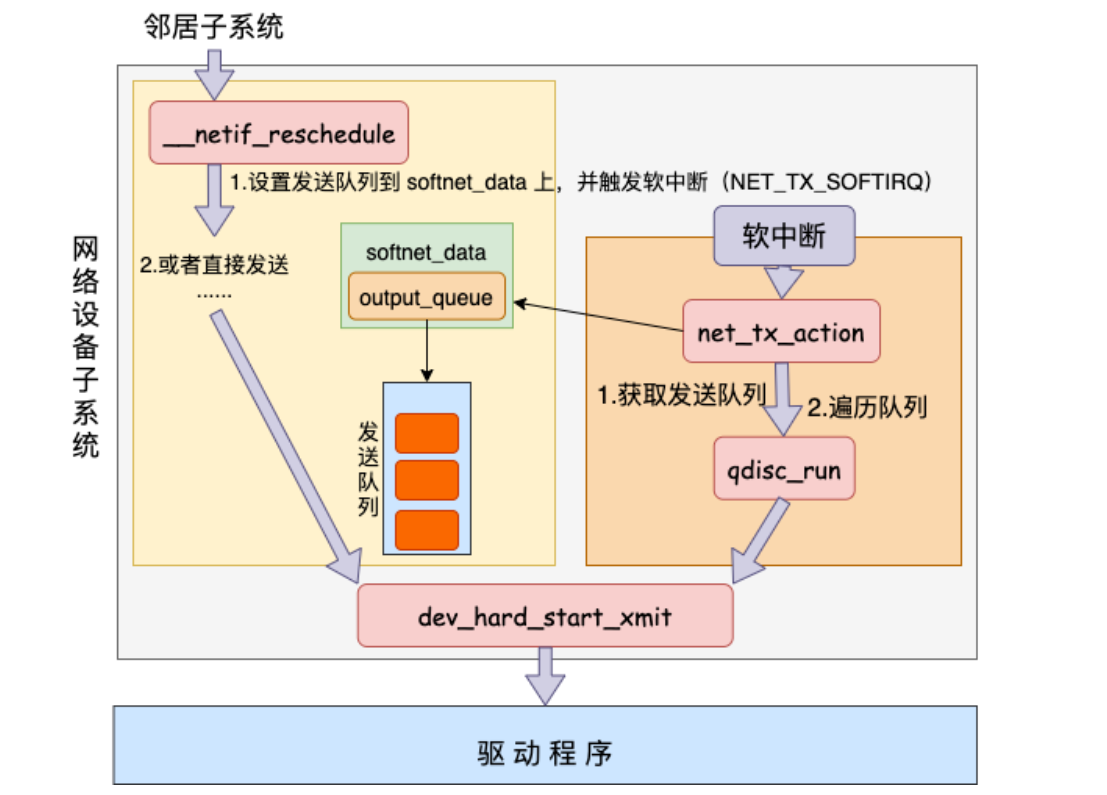 邻居子系统
__netif_reschedule
1.设置发送队列到 softnet_data 上，并触发软中断（NET_TX_SOFTIRQ）
软中断
网络设备子系统
softnet_data
2.或者直接发送
......
output_queue
net_tx_action
1.获取发送队列
2.遍历队列
发送队列
qdisc_run
dev_hard_start_xmit
驱动程序